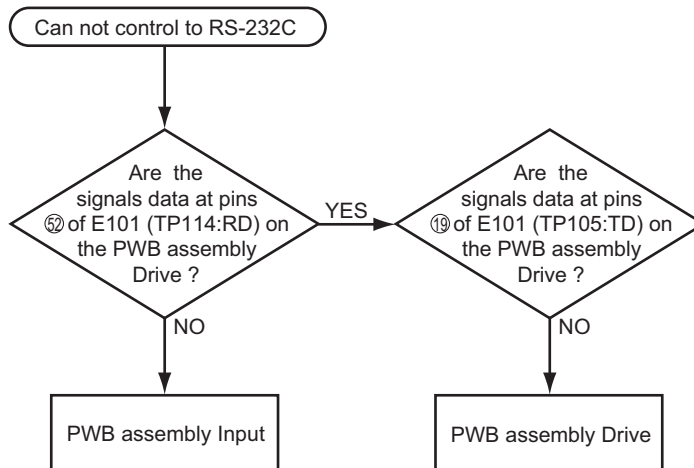 Can not control to RS-232C
Are the
signals data at pins
㊾ of E101 (TP114:RD) on
the PWB assembly
Drive ?
YES
NO
PWB assembly Input
Are the
signals data at pins
⑲ of E101 (TP105:TD) on
the PWB assembly
Drive ?
NO
PWB assembly Drive